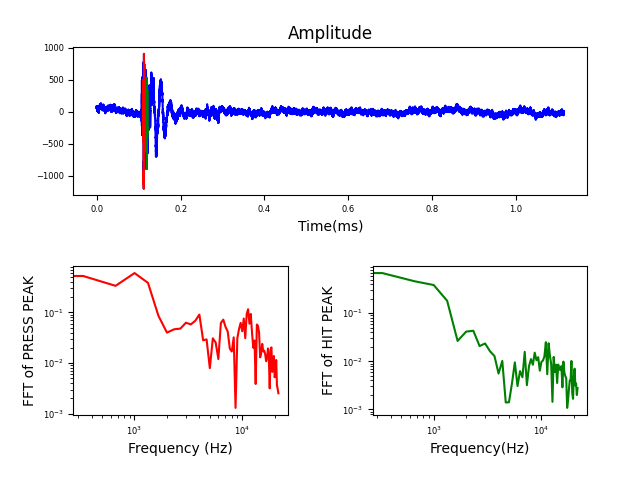 Amplitude
1000
500
0
−500
−1000
0.0 0.2 0.4 0.6 0.8 1.0
Time(ms)
FFT of PRESS PEAK
10⁻¹
10⁻²
10⁻³
10³ 10⁴
Frequency (Hz)
FFT of HIT PEAK
10⁻¹
10⁻²
10⁻³
10³ 10⁴
Frequency(Hz)